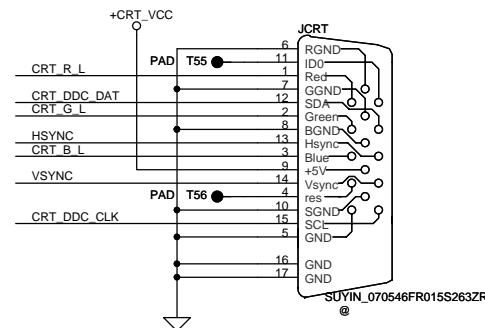 +CRT_VCC
JCRT
6 RGND
PAD T55 11 ID0
CRT_R_L 1 Red
7 GGND
CRT_DDC_DAT 12 SDA
CRT_G_L 2 Green
8 BGND
HSYNC 13 Hsync
CRT_B_L 3 Blue
9 +5V
VSYNC 14 Vsync
PAD T56 4 res
10 SGND
CRT_DDC_CLK 15 SCL
5 GND
16 GND
17 GND
SUYIN_070546FR015S263ZR
@